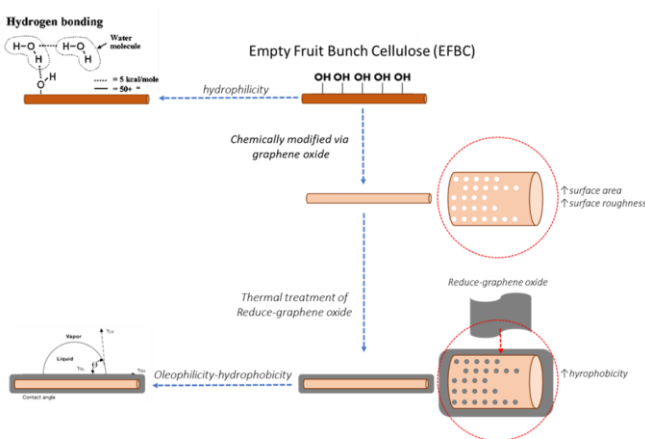 Hydrogen bonding
H-O H-O
H H
Water
molecule
H
O
= 5 kcal/mole
= 50+ "
Empty Fruit Bunch Cellulose (EFBC)
OH OH OH OH OH
hydrophilicity
Chemically modified via
graphene oxide
↑surface area
↑surface roughness
Reduce-graphene oxide
Thermal treatment of
Reduce-graphene oxide
Vapor
Liquid
Contact angle
Oleophilicity-hydrophobicity
↑hyrophobicity